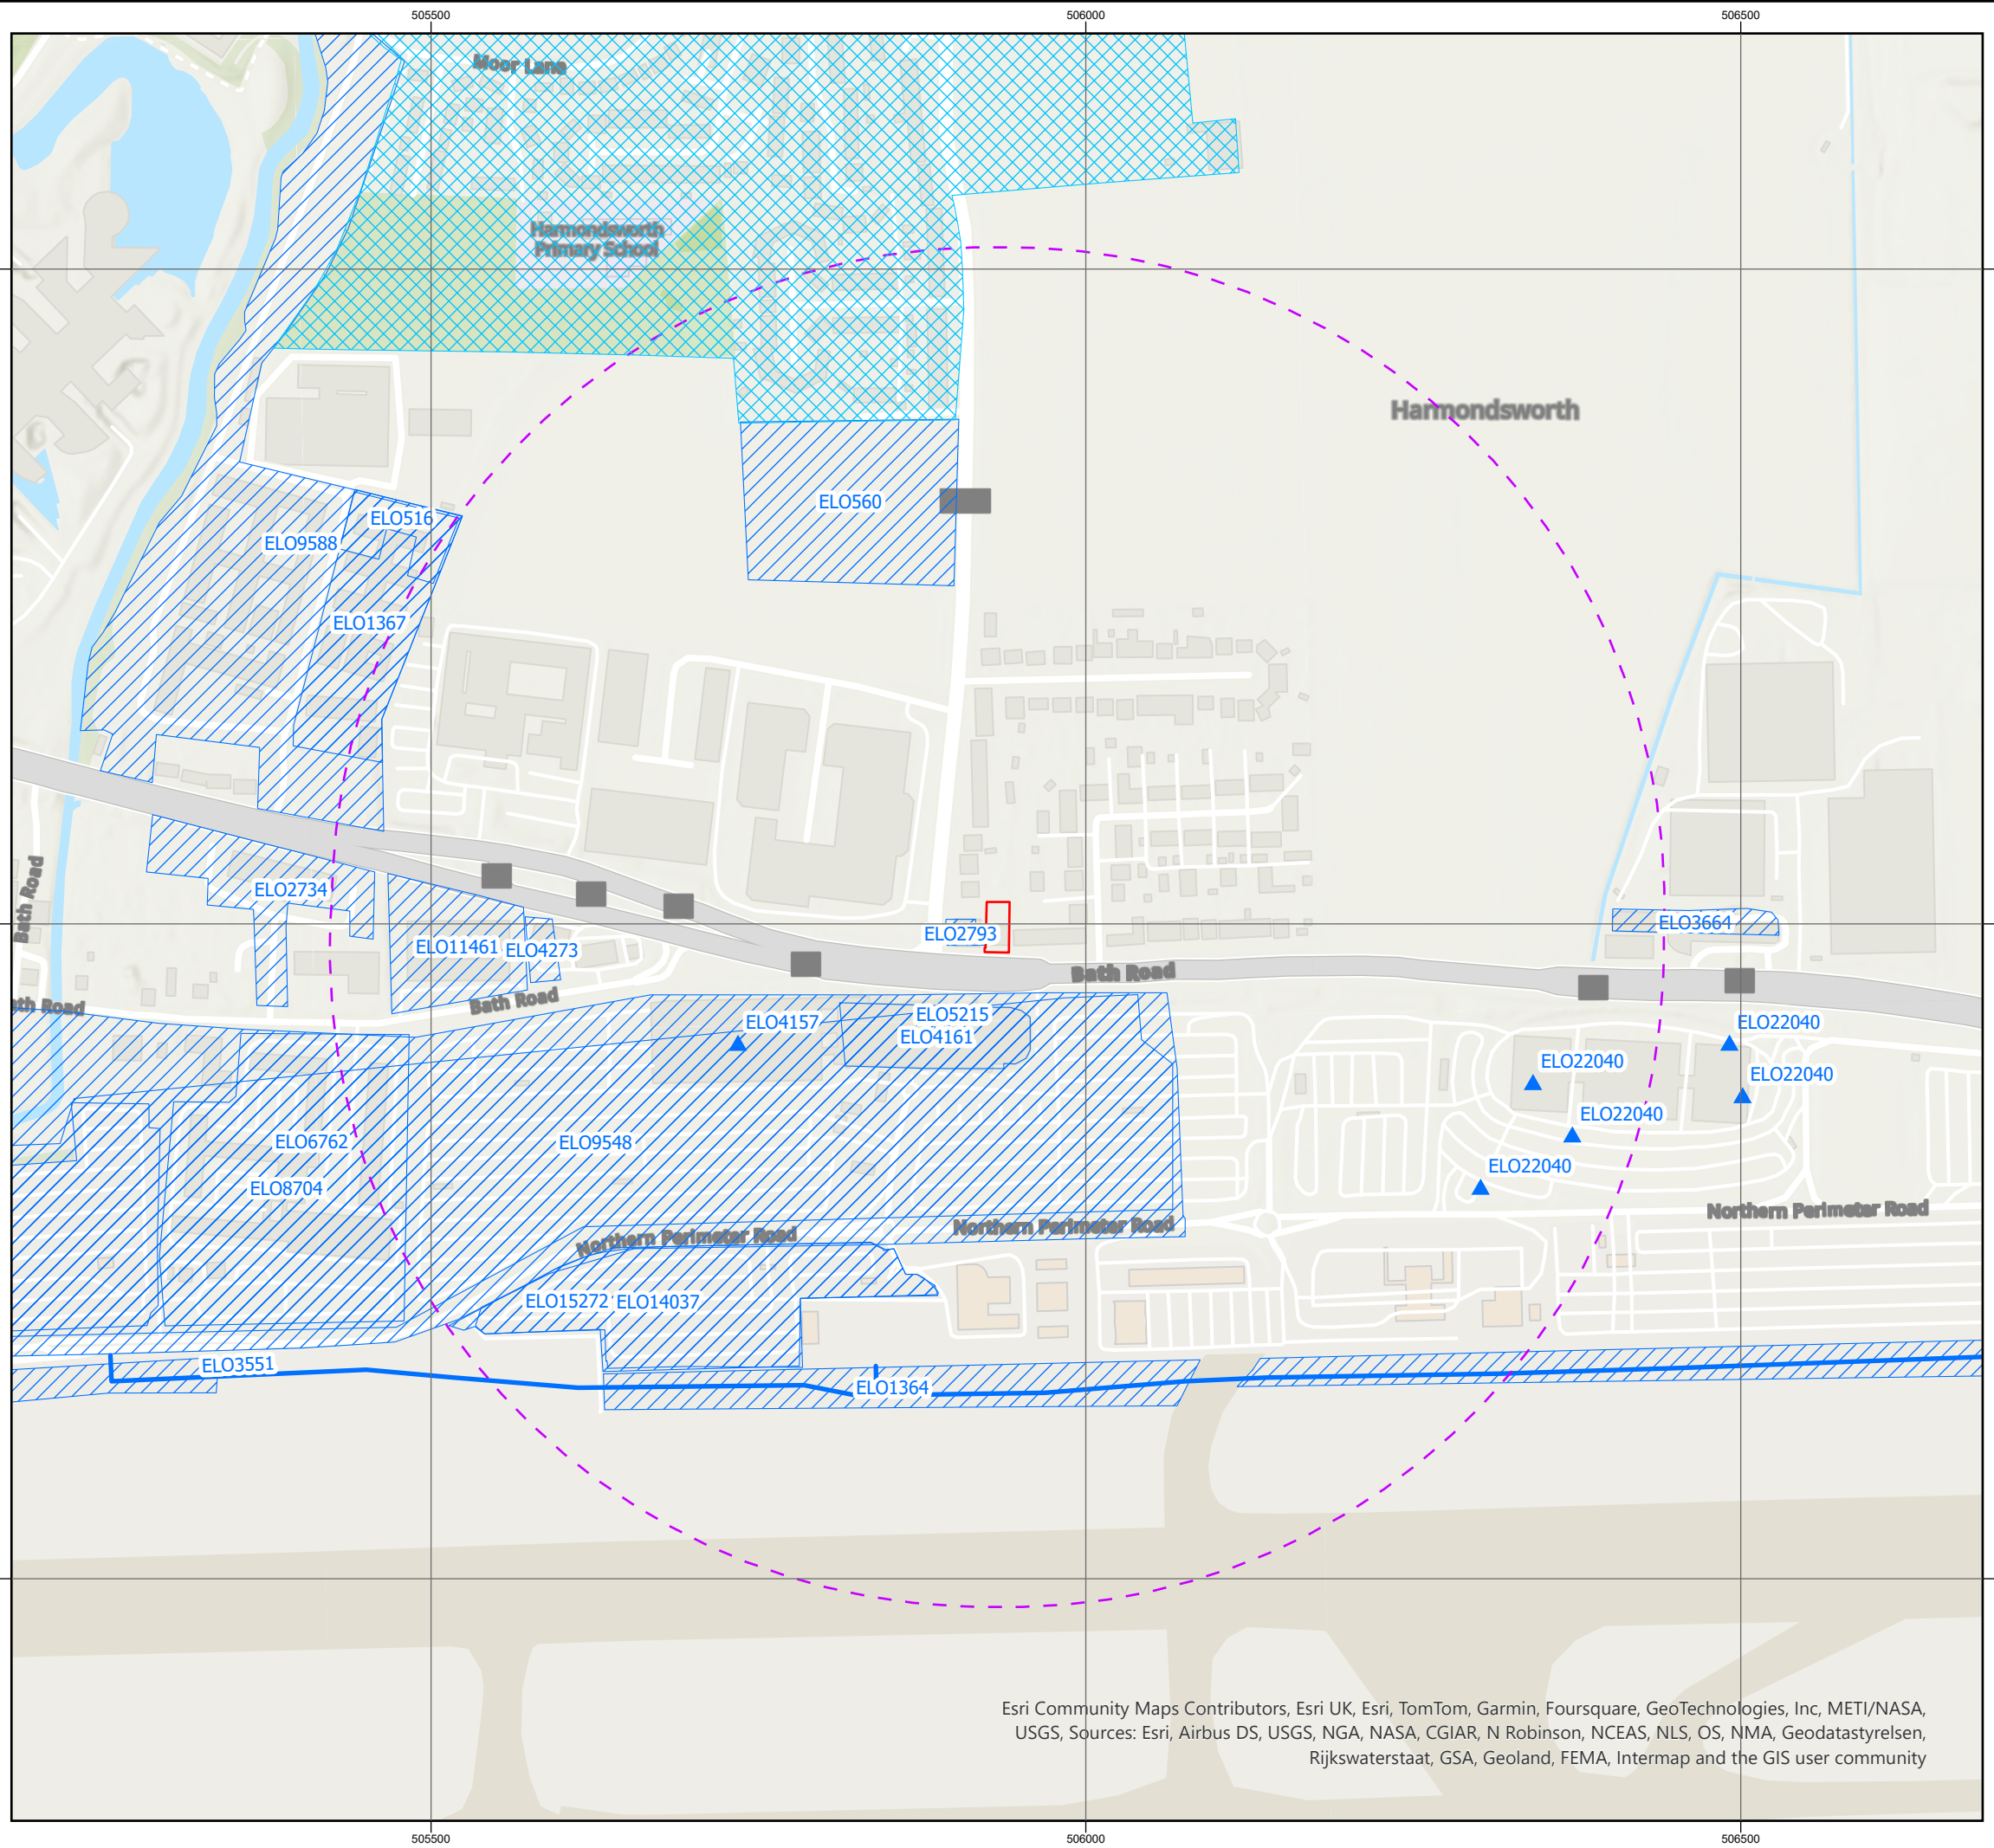 505500
506000
506500
Moor Lane
Harmondsworth
Primary School
Harmondsworth
ELO560
ELO516
ELO9588
ELO1367
Bath Road
ELO2734
ELO11461
ELO4273
ELO2793
ELO3664
Bath Road
Bath Road
ath Road
ELO4157
ELO5215
ELO4161
ELO22040
ELO22040
ELO22040
ELO22040
ELO22040
ELO6762
ELO9548
ELO8704
Northern Perimeter Road
Northern Perimeter Road
Northern Perimeter Road
ELO15272
ELO14037
ELO3551
ELO1364
Esri Community Maps Contributors, Esri UK, Esri, TomTom, Garmin, Foursquare, GeoTechnologies, Inc, METI/NASA,
USGS, Sources: Esri, Airbus DS, USGS, NGA, NASA, CGIAR, N Robinson, NCEAS, NLS, OS, NMA, Geodatastyrelsen,
Rijkswaterstaat, GSA, Geoland, FEMA, Intermap and the GIS user community
505500
506000
506500